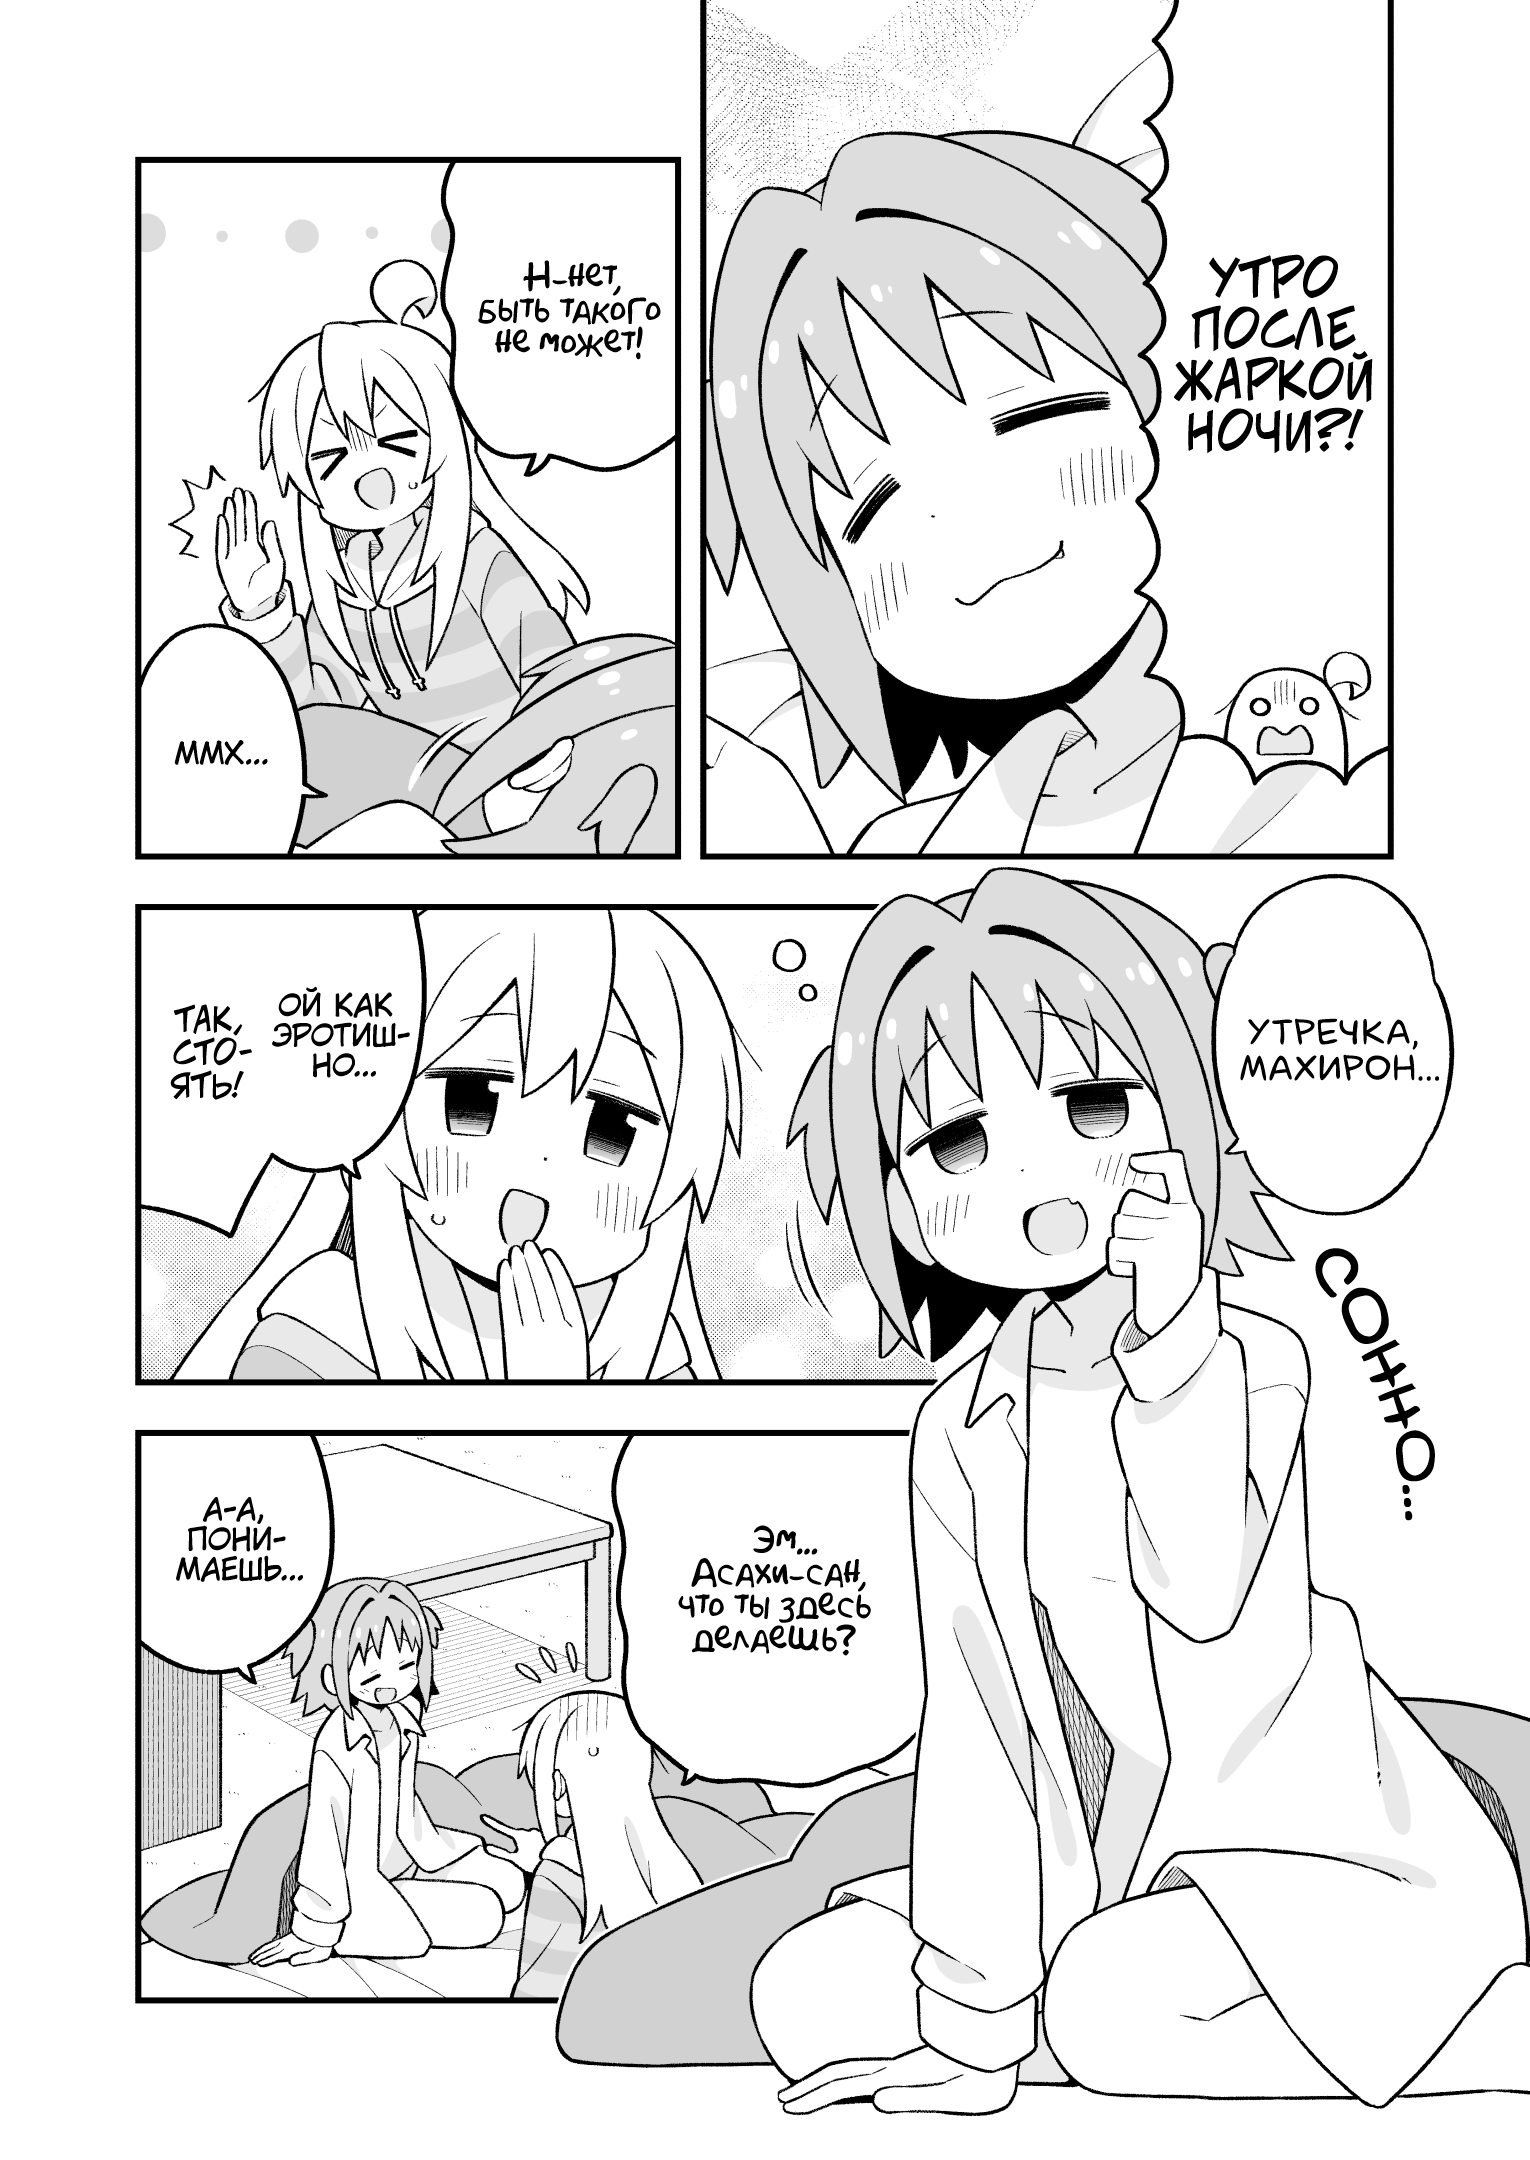 УТРО
ПОСЛЕ
ЖАРКОЙ
НОЧИ?!
Н-нет,
быть такого
не может!
ММХ...
УТРЕЧКА,
МАХИРОН...
СОННО...
ОЙ КАК
ЭРОТИШ-
НО...
ТАК,
СТО-
ЯТЬ!
Эм...
Асахи-сан,
что ты здесь
делаешь?
А-А,
ПОНИ-
МАЕШЬ...